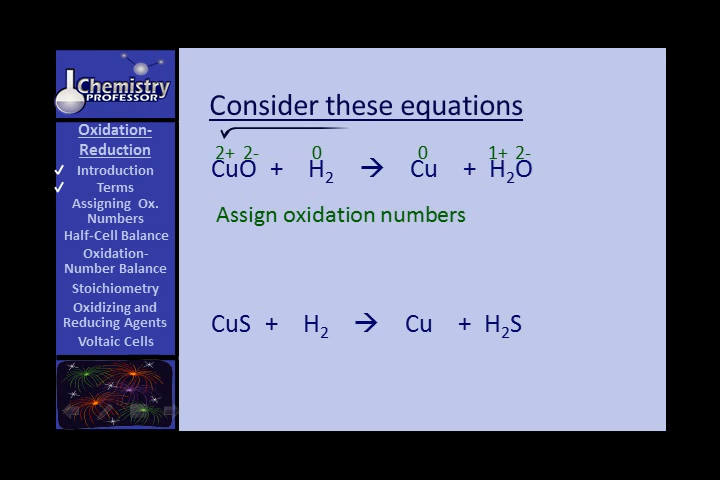 Chemistry
PROFESSOR
Oxidation-
Reduction
✓ Introduction
✓ Terms
Assigning Ox.
Numbers
Half-Cell Balance
Oxidation-
Number Balance
Stoichiometry
Oxidizing and
Reducing Agents
Voltaic Cells
Consider these equations
2+ 2- 0 0 1+ 2-
CuO + H₂ → Cu + H₂O
Assign oxidation numbers
CuS + H₂ → Cu + H₂S